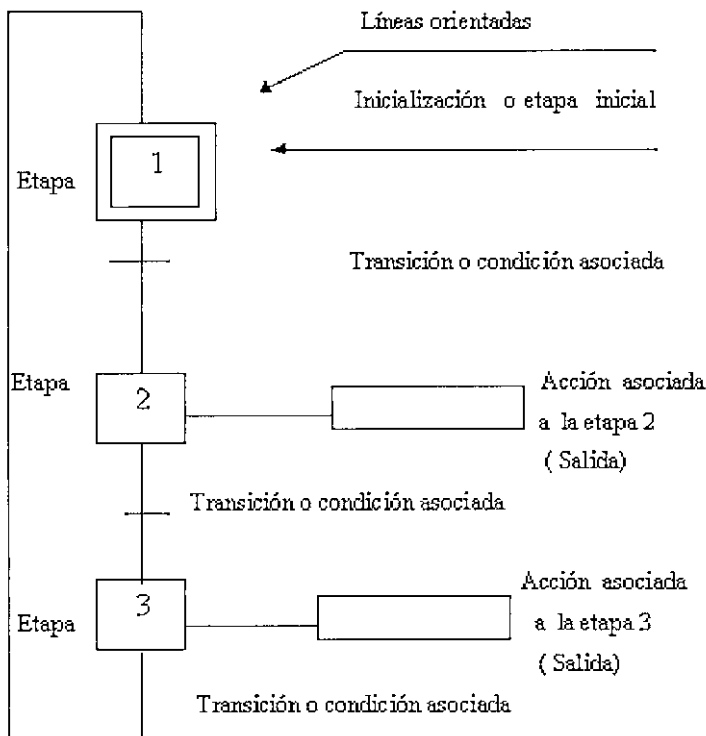 Líneas orientadas
Inicialización o etapa inicial
1
Etapa
Transición o condición asociada
Etapa
2
Acción asociada
a la etapa 2
( Salida)
Transición o condición asociada
3
Etapa
Acción asociada
a la etapa 3
( Salida)
Transición o condición asociada